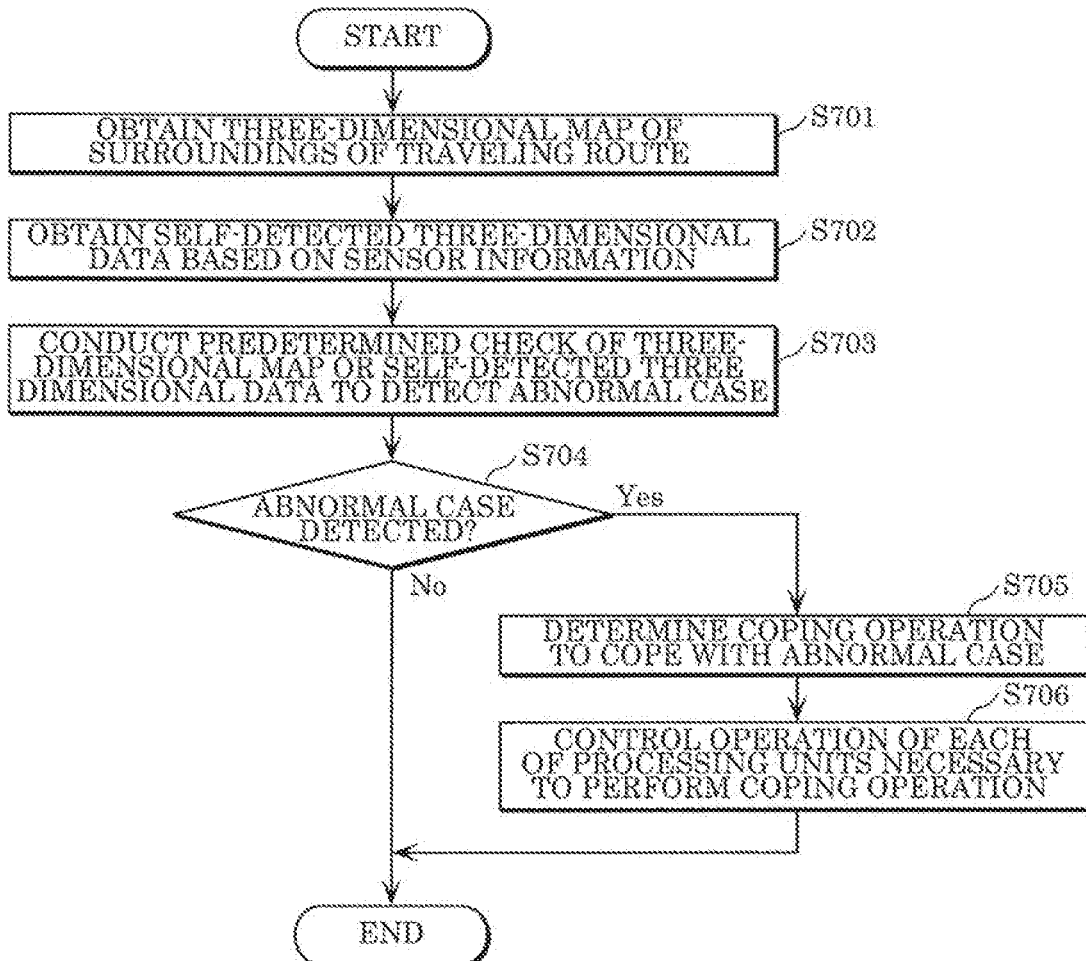 START
S701
OBTAIN THREE-DIMENSIONAL MAP OF
SURROUNDINGS OF TRAVELING ROUTE
S702
OBTAIN SELF-DETECTED THREE-DIMENSIONAL
DATA BASED ON SENSOR INFORMATION
S703
CONDUCT PREDETERMINED CHECK OF THREE-
DIMENSIONAL MAP OR SELF-DETECTED THREE
DIMENSIONAL DATA TO DETECT ABNORMAL CASE
S704
ABNORMAL CASE
DETECTED?
Yes
No
S705
DETERMINE COPING OPERATION
TO COPE WITH ABNORMAL CASE
S706
CONTROL OPERATION OF EACH
OF PROCESSING UNITS NECESSARY
TO PERFORM COPING OPERATION
END